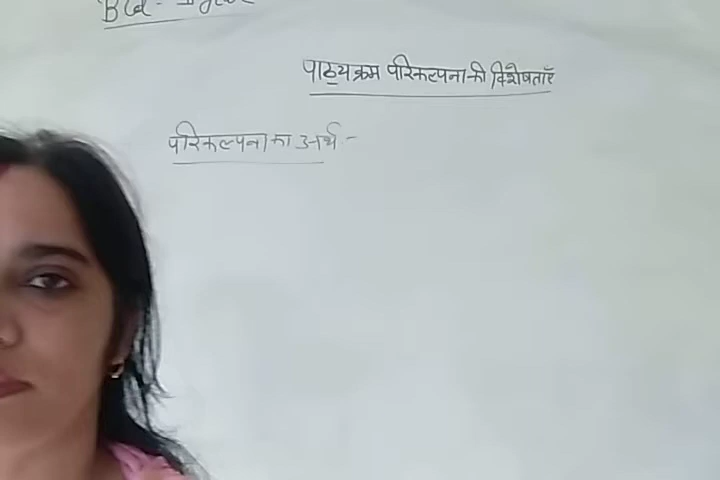 पाठ्यक्रम परिकल्पना की विशेषताएँ
परिकल्पना का अर्थ -